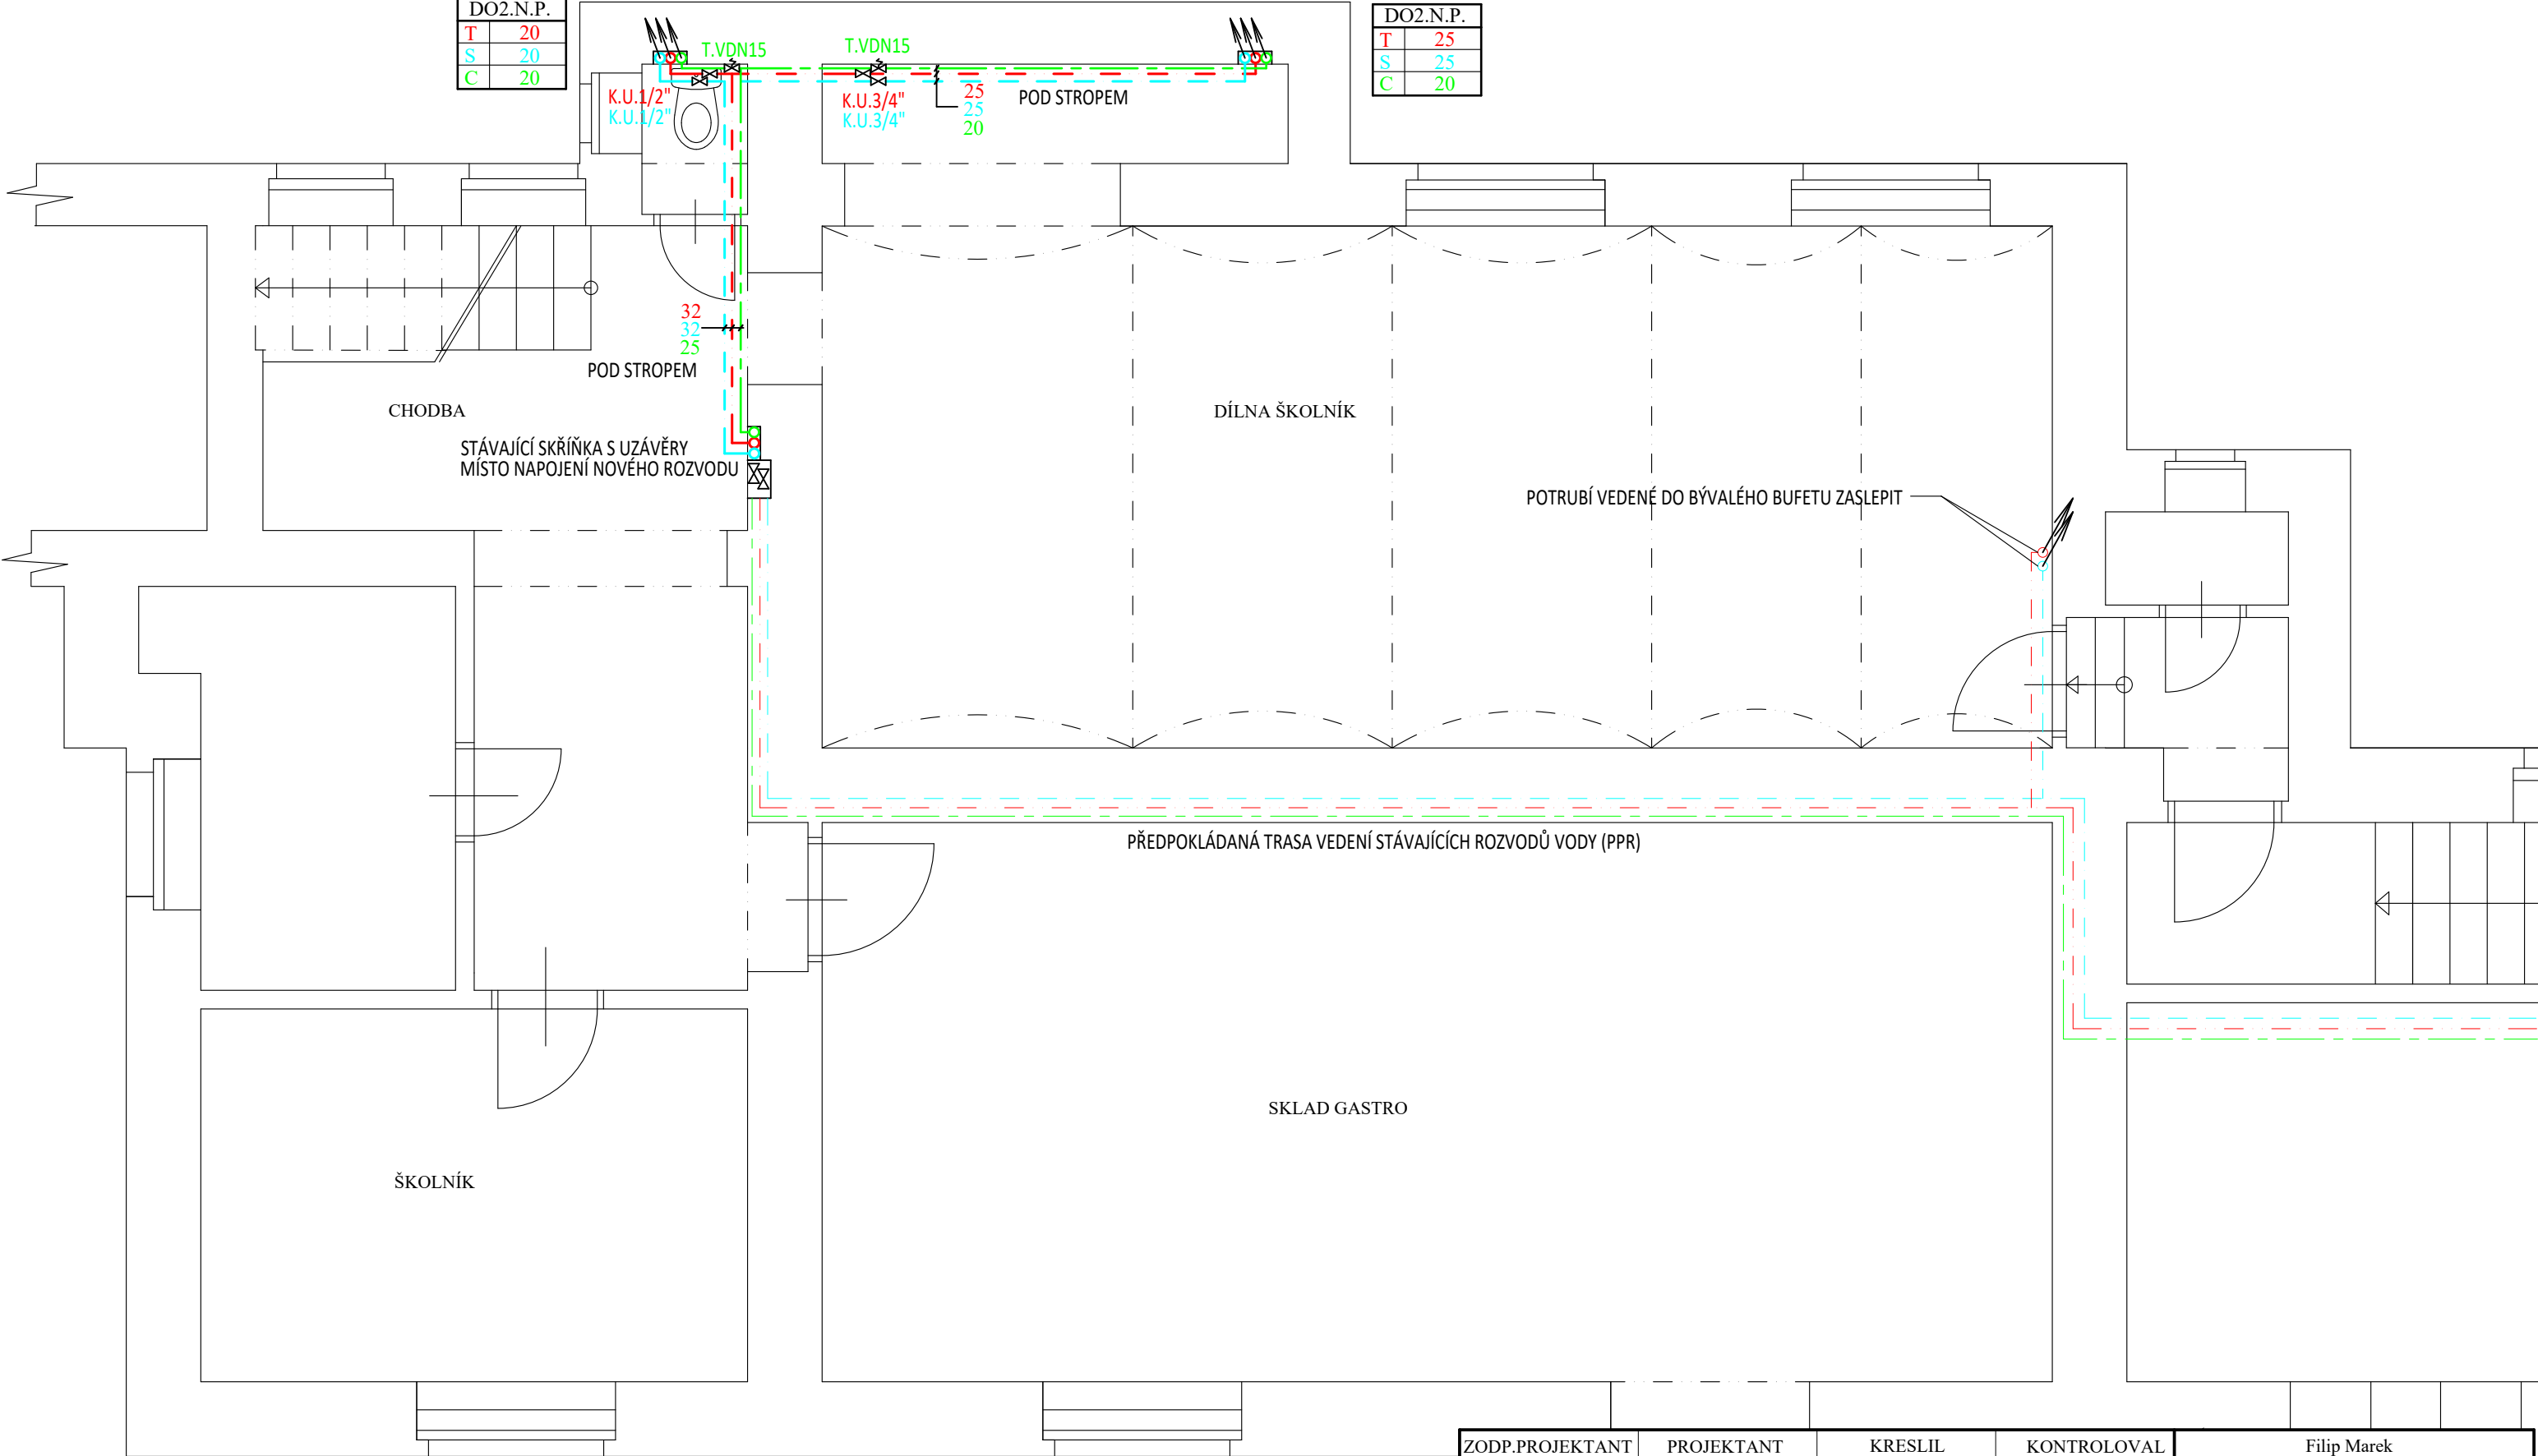 DO2.N.P.
T 20
S 20
C 20
DO2.N.P.
T 25
S 25
C 20
T.VDN15
T.VDN15
K.U.1/2"
K.U.1/2"
K.U.3/4"
K.U.3/4"
25
25
20
POD STROPEM
32
32
25
POD STROPEM
CHODBA
DÍLNA ŠKOLNÍK
STÁVAJÍCÍ SKŘÍŇKA S UZÁVĚRY
MÍSTO NAPOJENÍ NOVÉHO ROZVODU
POTRUBÍ VEDENÉ DO BÝVALÉHO BUFETU ZASLEPIT
PŘEDPOKLÁDANÁ TRASA VEDENÍ STÁVAJÍCÍCH ROZVODŮ VODY (PPR)
SKLAD GASTRO
ŠKOLNÍK
ZODP.PROJEKTANT PROJEKTANT KRESLIL KONTROLOVAL Filip Marek